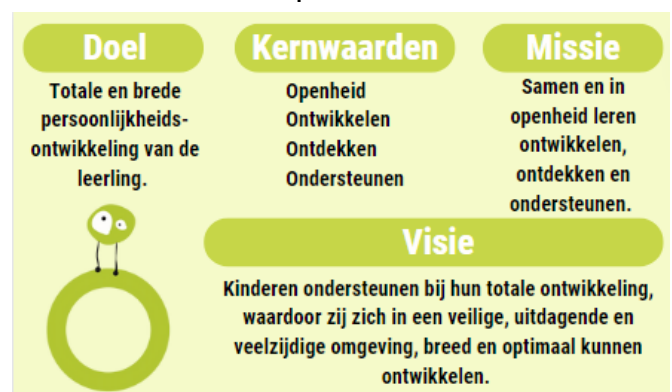 Doel
Totale en brede
persoonlijkheids-
ontwikkeling van de
leerling.
Kernwaarden
Openheid
Ontwikkelen
Ontdekken
Ondersteunen
Missie
Samen en in
openheid leren
ontwikkelen,
ontdekken en
ondersteunen.
Visie
Kinderen ondersteunen bij hun totale ontwikkeling,
waardoor zij zich in een veilige, uitdagende en
veelzijdige omgeving, breed en optimaal kunnen
ontwikkelen.